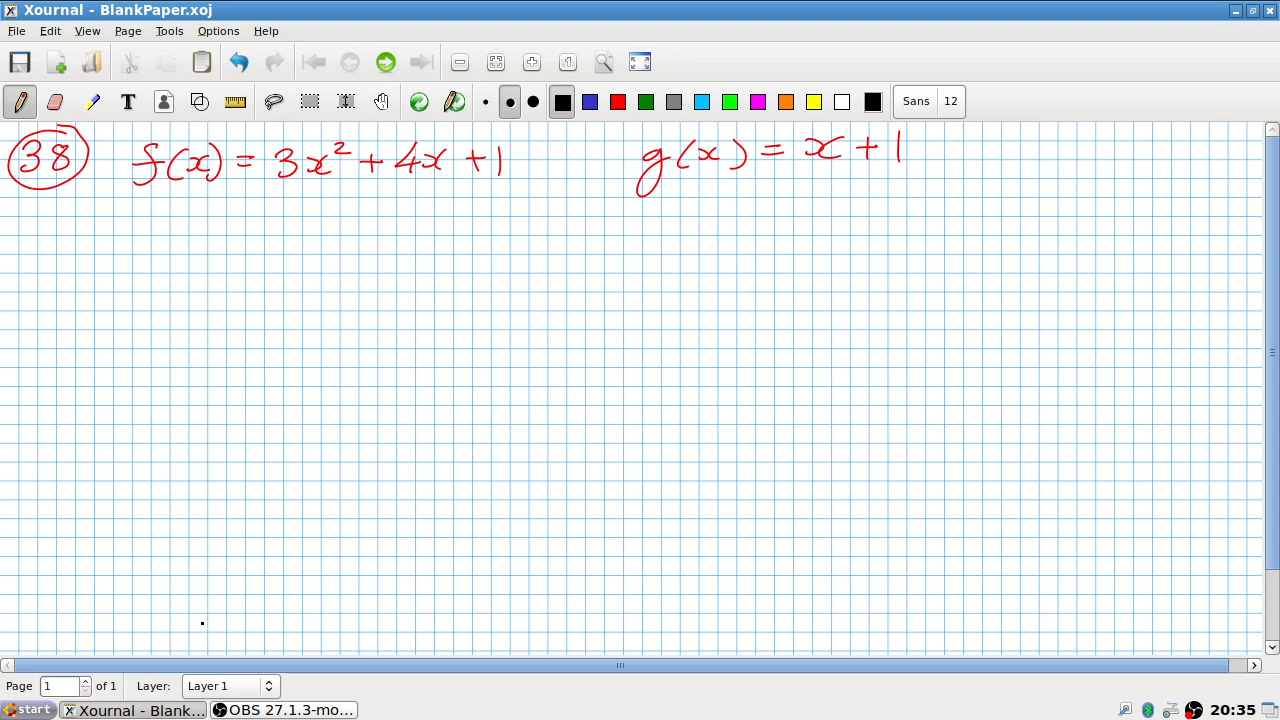 Xournal - BlankPaper.xoj
File Edit View Page Tools Options Help
T Sans 12
38 f(x) = 3x² + 4x + 1 g(x) = x + 1
Page 1 of 1 Layer: Layer 1
start Xournal - Blank... OBS 27.1.3-mo... 20:35